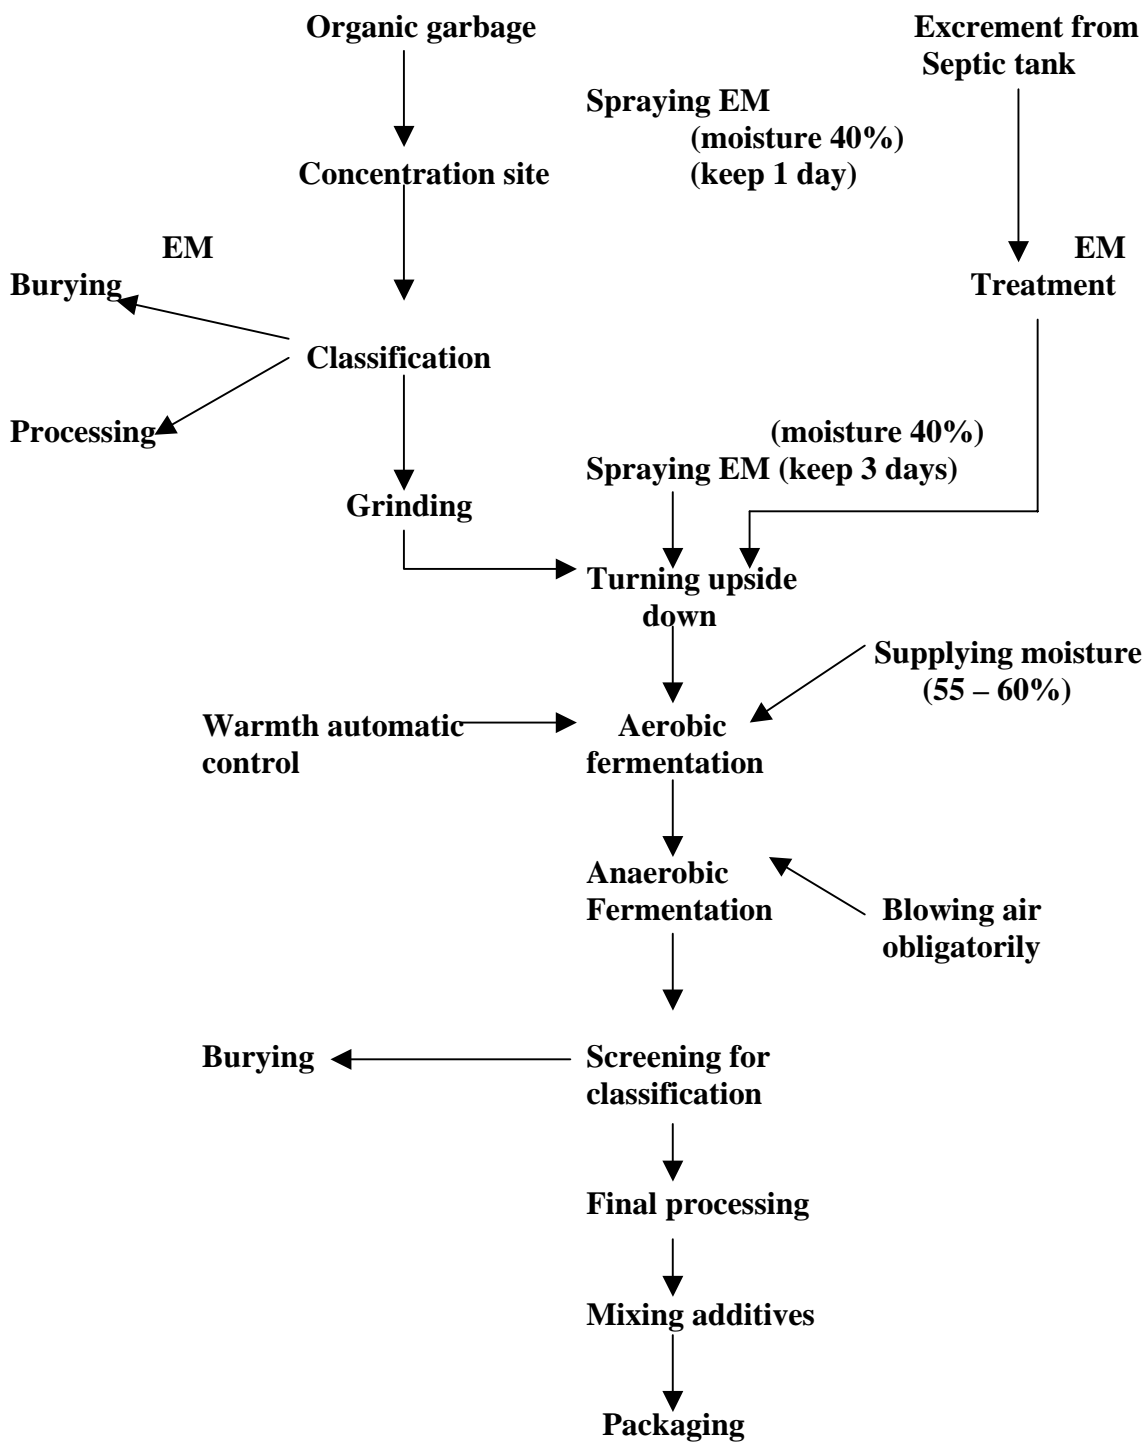 Organic garbage
Excrement from
Septic tank
Spraying EM
(moisture 40%)
(keep 1 day)
Concentration site
EM
EM
Burying
Treatment
Classification
Processing
(moisture 40%)
Spraying EM (keep 3 days)
Grinding
Turning upside
down
Supplying moisture
(55 – 60%)
Warmth automatic
control
Aerobic
fermentation
Anaerobic
Fermentation
Blowing air
obligatorily
Burying
Screening for
classification
Final processing
Mixing additives
Packaging